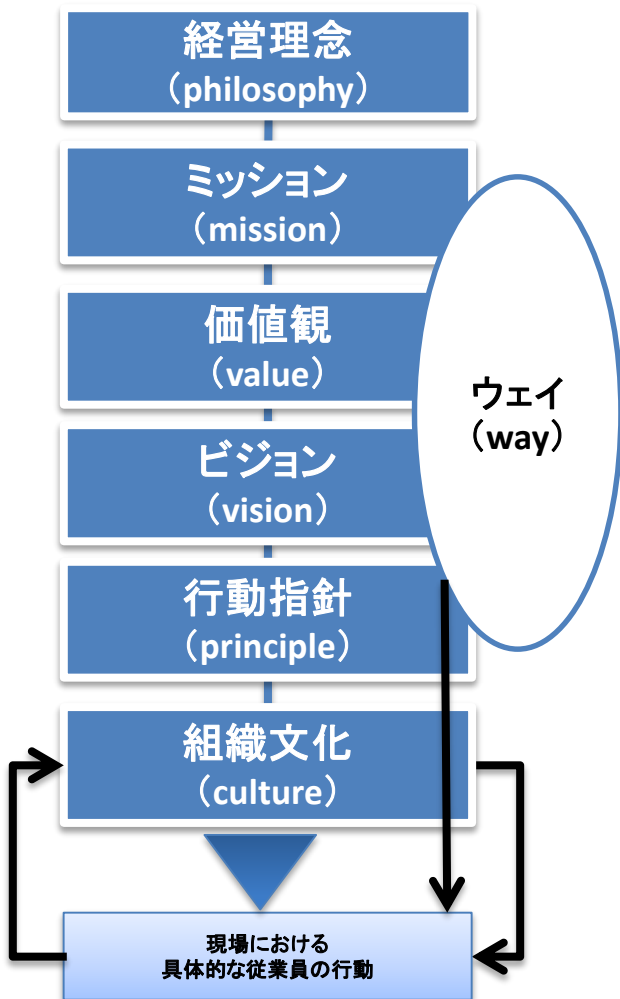 経営理念
（philosophy）
ミッション
（mission）
価値観
（value）
ビジョン
（vision）
ウェイ
（way）
行動指針
（principle）
組織文化
（culture）
現場における
具体的な従業員の行動